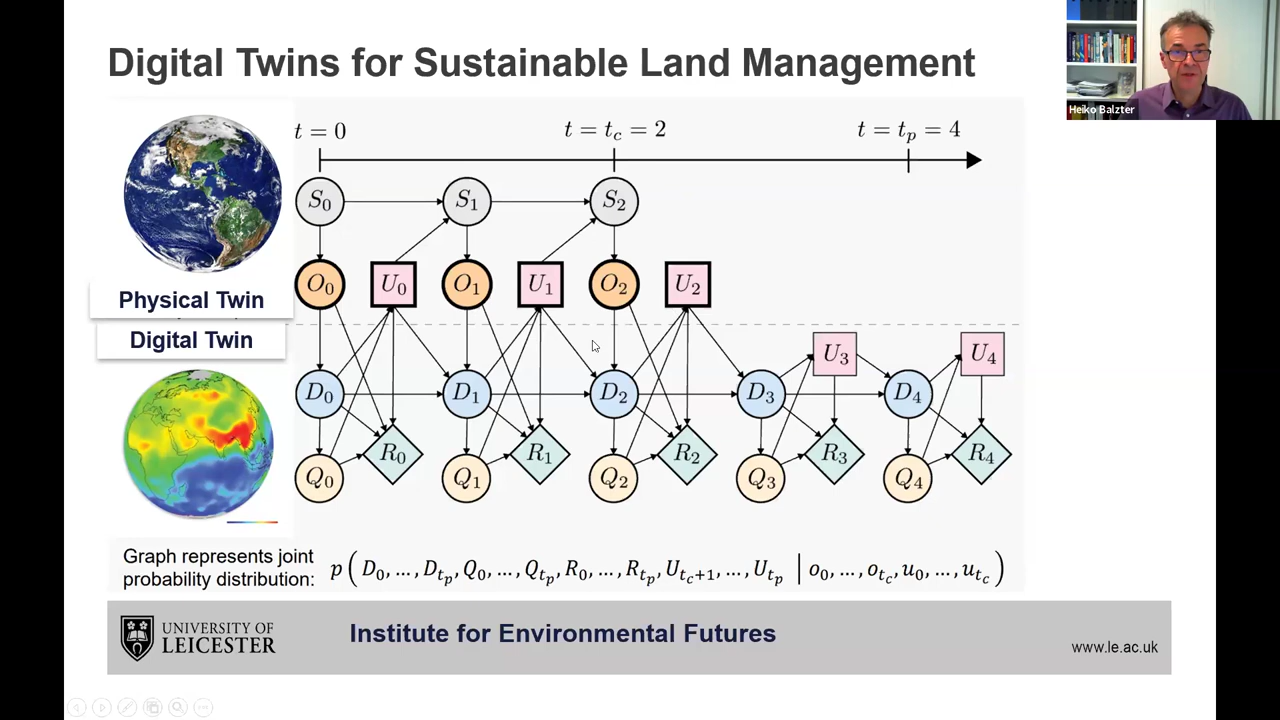 Digital Twins for Sustainable Land Management
Heiko Balzter
t = 0
t = t_c = 2
t = t_p = 4
S_0
S_1
S_2
O_0
U_0
O_1
U_1
O_2
U_2
Physical Twin
Digital Twin
U_3
U_4
D_0
D_1
D_2
D_3
D_4
R_0
R_1
R_2
R_3
R_4
Q_0
Q_1
Q_2
Q_3
Q_4
Graph represents joint
probability distribution:
p ( D_0, ..., D_{t_p}, Q_0, ..., Q_{t_p}, R_0, ..., R_{t_p}, U_{t_c+1}, ..., U_{t_p} | o_0, ..., o_{t_c}, u_0, ..., u_{t_c} )
UNIVERSITY OF
LEICESTER
Institute for Environmental Futures
www.le.ac.uk